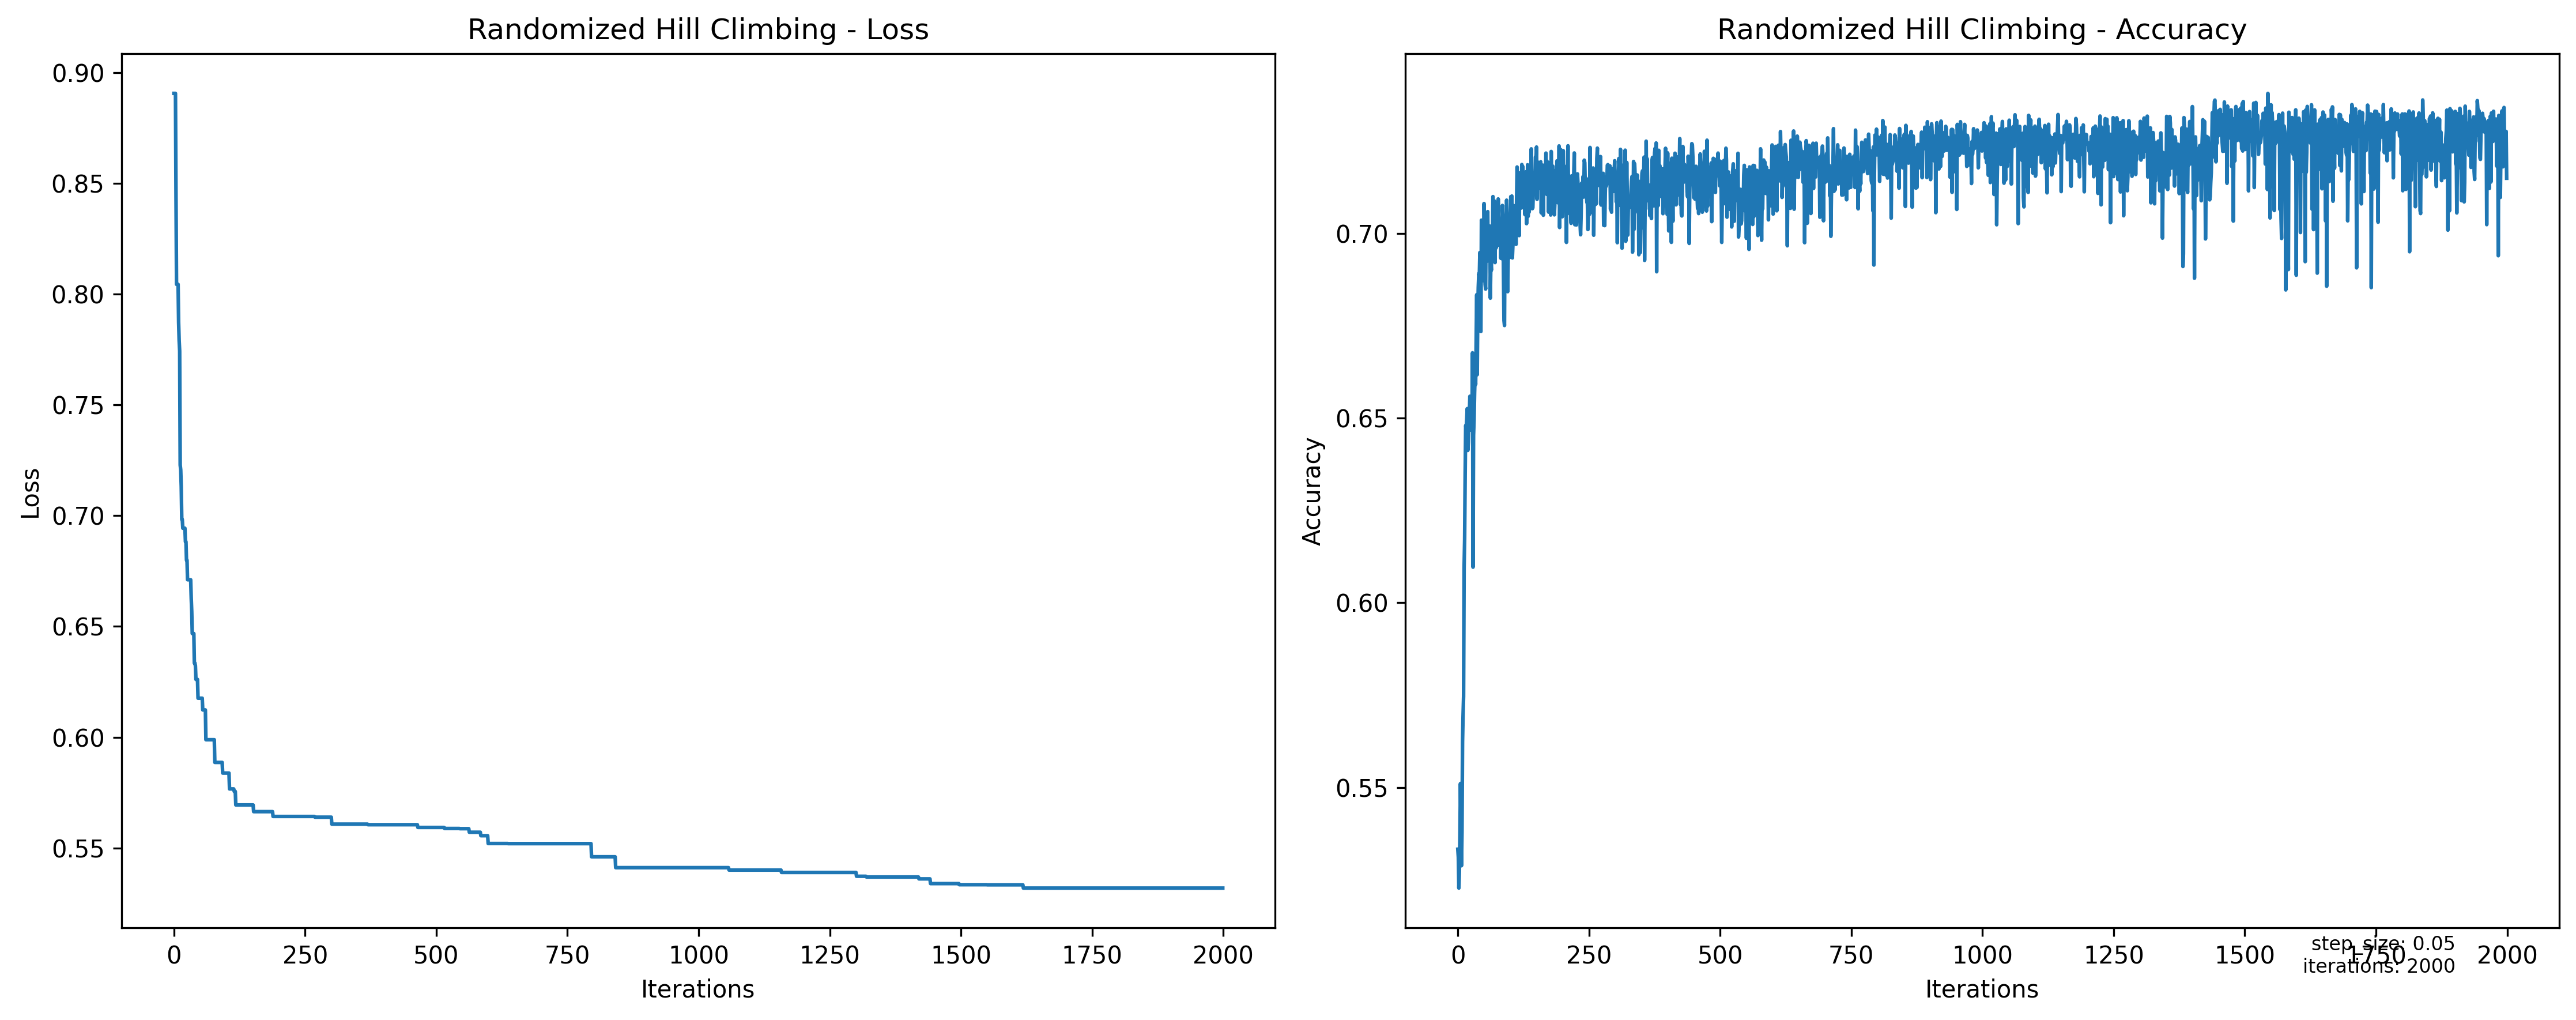 Randomized Hill Climbing - Loss
0.90
0.85
0.80
0.75
0.70
0.65
0.60
0.55
Loss
0 250 500 750 1000 1250 1500 1750 2000
Iterations
Randomized Hill Climbing - Accuracy
0.70
0.65
0.60
0.55
Accuracy
0 250 500 750 1000 1250 1500 1750 2000
step_size: 0.05
iterations: 2000
Iterations